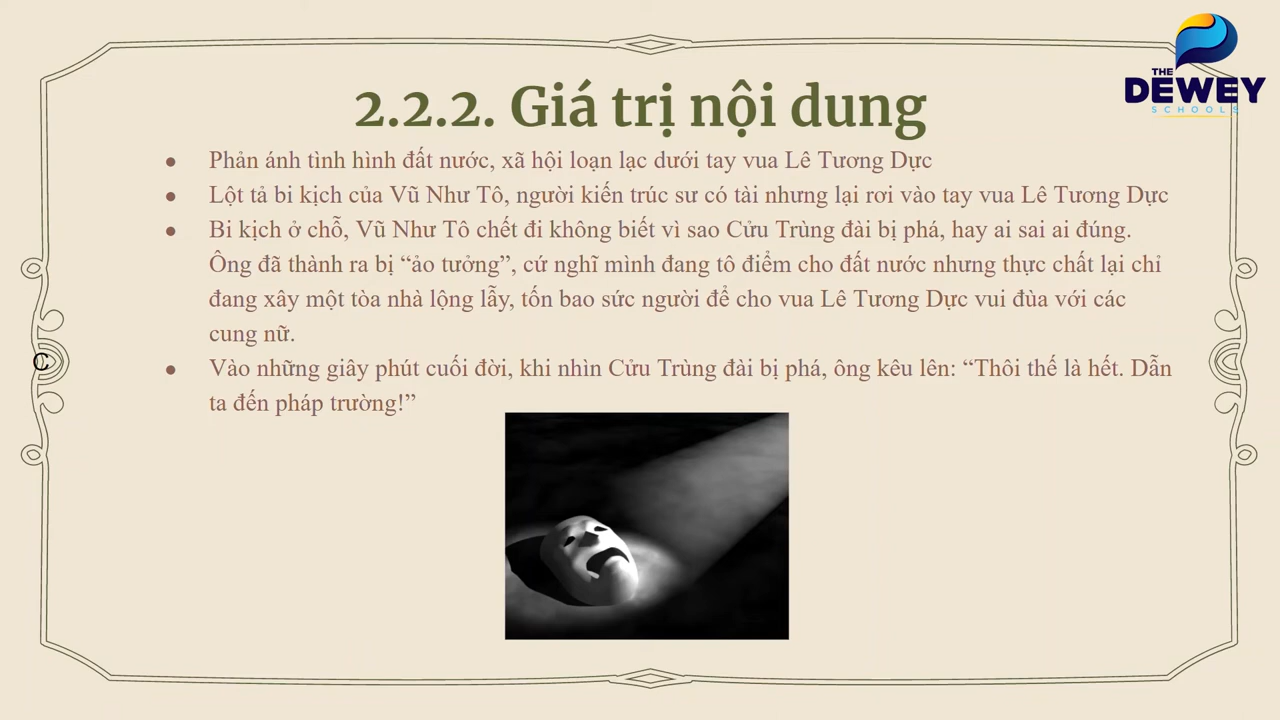 THE
DEWEY
SCHOOLS
2.2.2. Giá trị nội dung
● Phản ánh tình hình đất nước, xã hội loạn lạc dưới tay vua Lê Tương Dực
● Lột tả bi kịch của Vũ Như Tô, người kiến trúc sư có tài nhưng lại rơi vào tay vua Lê Tương Dực
● Bi kịch ở chỗ, Vũ Như Tô chết đi không biết vì sao Cửu Trùng đài bị phá, hay ai sai ai đúng.
Ông đã thành ra bị “ảo tưởng”, cứ nghĩ mình đang tô điểm cho đất nước nhưng thực chất lại chỉ
đang xây một tòa nhà lộng lẫy, tốn bao sức người để cho vua Lê Tương Dực vui đùa với các
cung nữ.
● Vào những giây phút cuối đời, khi nhìn Cửu Trùng đài bị phá, ông kêu lên: “Thôi thế là hết. Dẫn
ta đến pháp trường!”
C